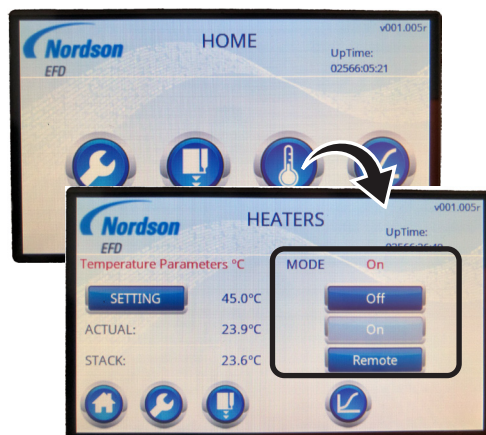 v001.005r
Nordson
HOME
EFD
UpTime:
02566:05:21
v001.005r
Nordson
HEATERS
EFD
UpTime:
Temperature Parameters °C
MODE On
SETTING 45.0°C
Off
ACTUAL: 23.9°C
On
STACK: 23.6°C
Remote